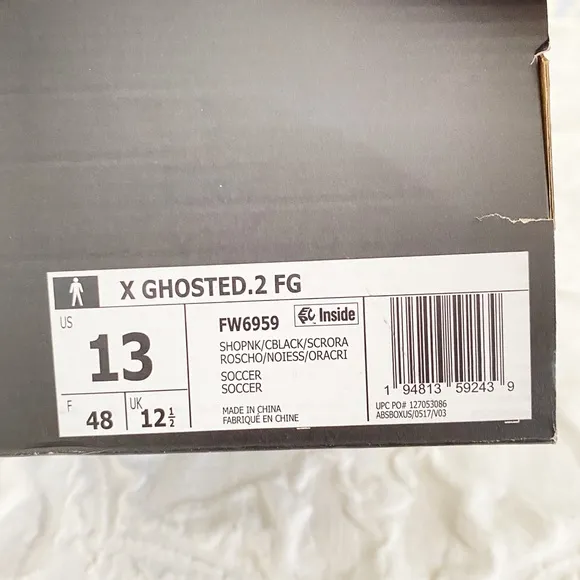 X GHOSTED.2 FG
US
13
F
48
UK
12½
FW6959
Inside
SHOPNK/CBLACK/SCRORA
ROSCHO/NOIESS/ORACRI
SOCCER
SOCCER
MADE IN CHINA
FABRIQUÉ EN CHINE
1 94813 59243 9
UPC PO# 127053086
ABSBOXUS/0517/V03